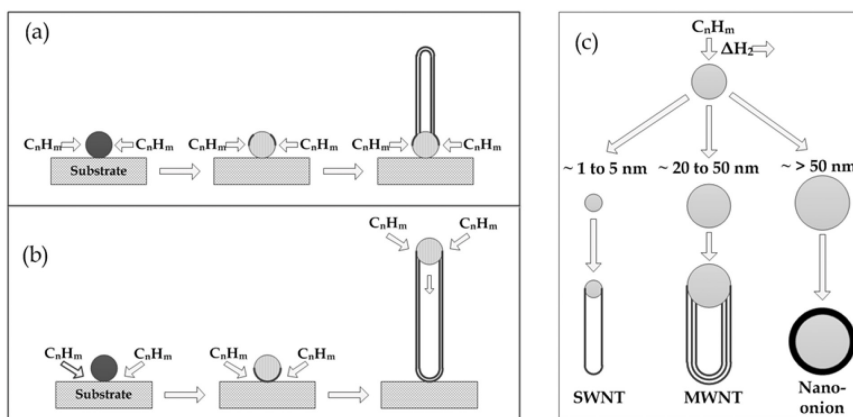 (a)
CnHm CnHm CnHm CnHm CnHm CnHm
Substrate
(b)
CnHm CnHm
CnHm CnHm CnHm CnHm
Substrate
(c)
CnHm
ΔH2
~ 1 to 5 nm ~ 20 to 50 nm ~ > 50 nm
SWNT MWNT Nano-
onion